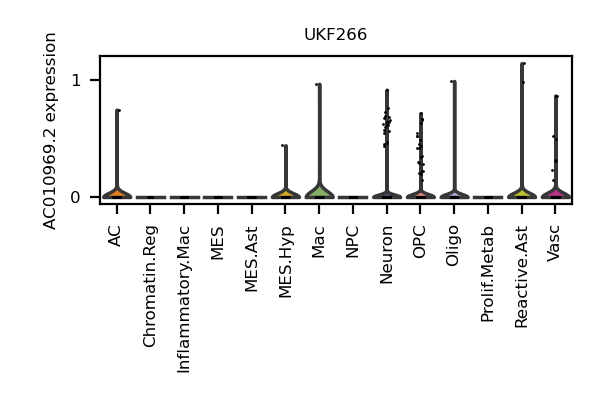 UKF266
AC010969.2 expression
1
0
AC
Chromatin.Reg
Inflammatory.Mac
MES
MES.Ast
MES.Hyp
Mac
NPC
Neuron
OPC
Oligo
Prolif.Metab
Reactive.Ast
Vasc